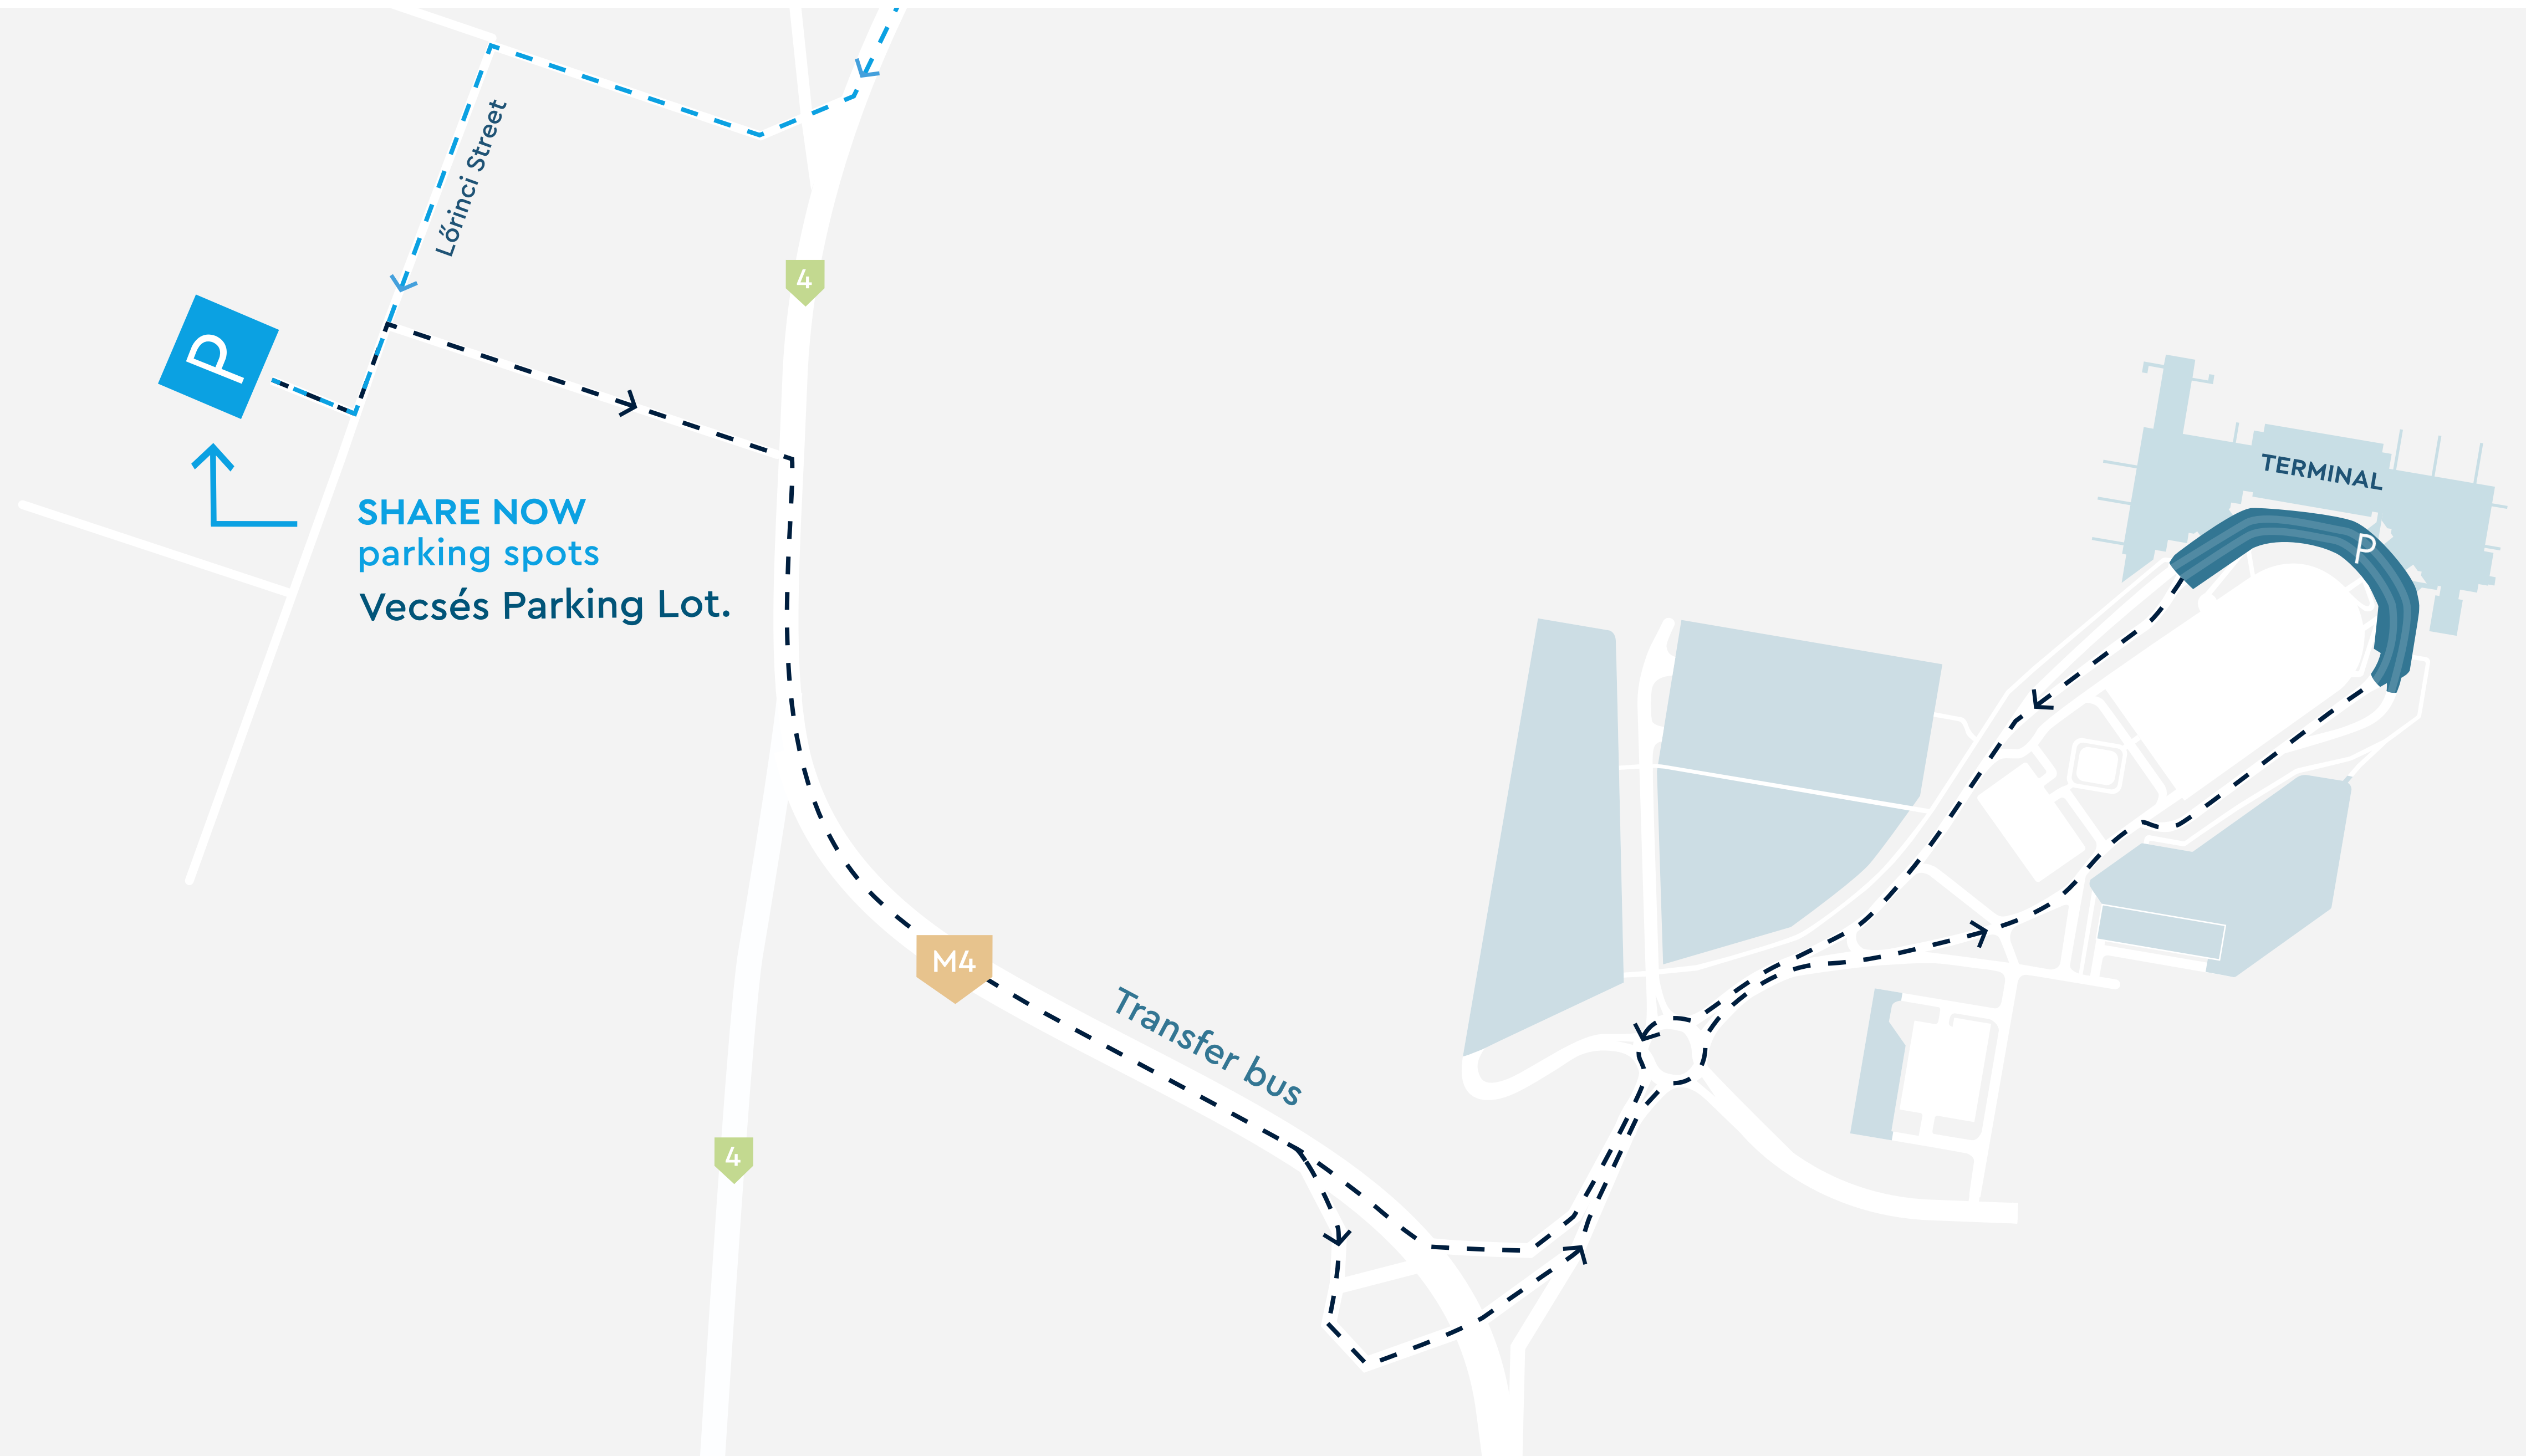 Lőrinci Street
4
P
TERMINAL
P
SHARE NOW
parking spots
Vecsés Parking Lot.
M4
Transfer bus
4